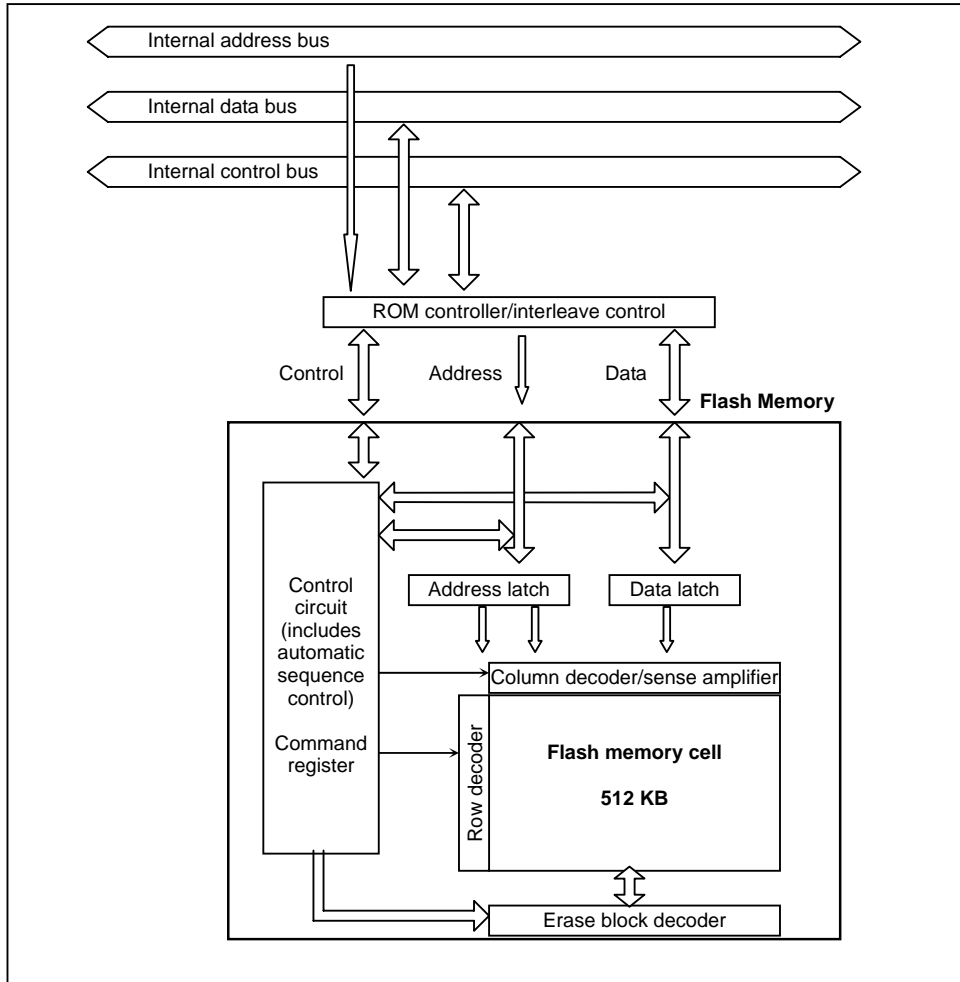 Internal address bus
Internal data bus
Internal control bus
ROM controller/interleave control
Control
Address
Data
Flash Memory
Control
circuit
(includes
automatic
sequence
control)
Command
register
Address latch
Data latch
Column decoder/sense amplifier
Row decoder
Flash memory cell
512 KB
Erase block decoder